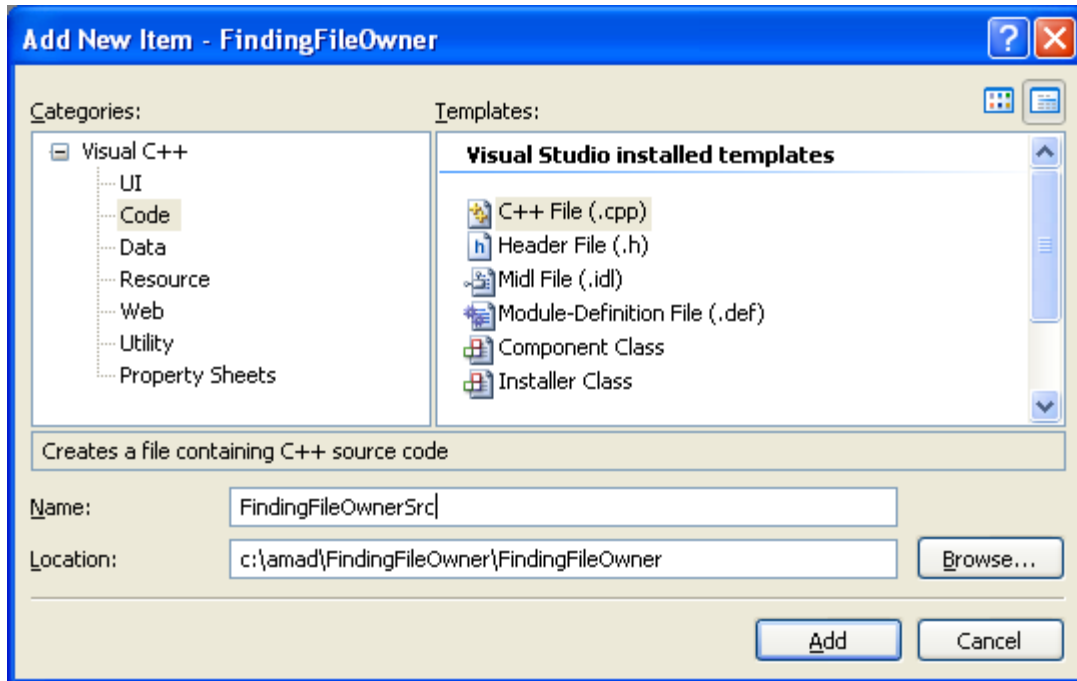 Add New Item - FindingFileOwner
Categories:
Visual C++
UI
Code
Data
Resource
Web
Utility
Property Sheets
Templates:
Visual Studio installed templates
C++ File (.cpp)
Header File (.h)
Midl File (.idl)
Module-Definition File (.def)
Component Class
Installer Class
Creates a file containing C++ source code
Name:
FindingFileOwnerSrc
Location:
c:\amad\FindingFileOwner\FindingFileOwner
Browse...
Add
Cancel